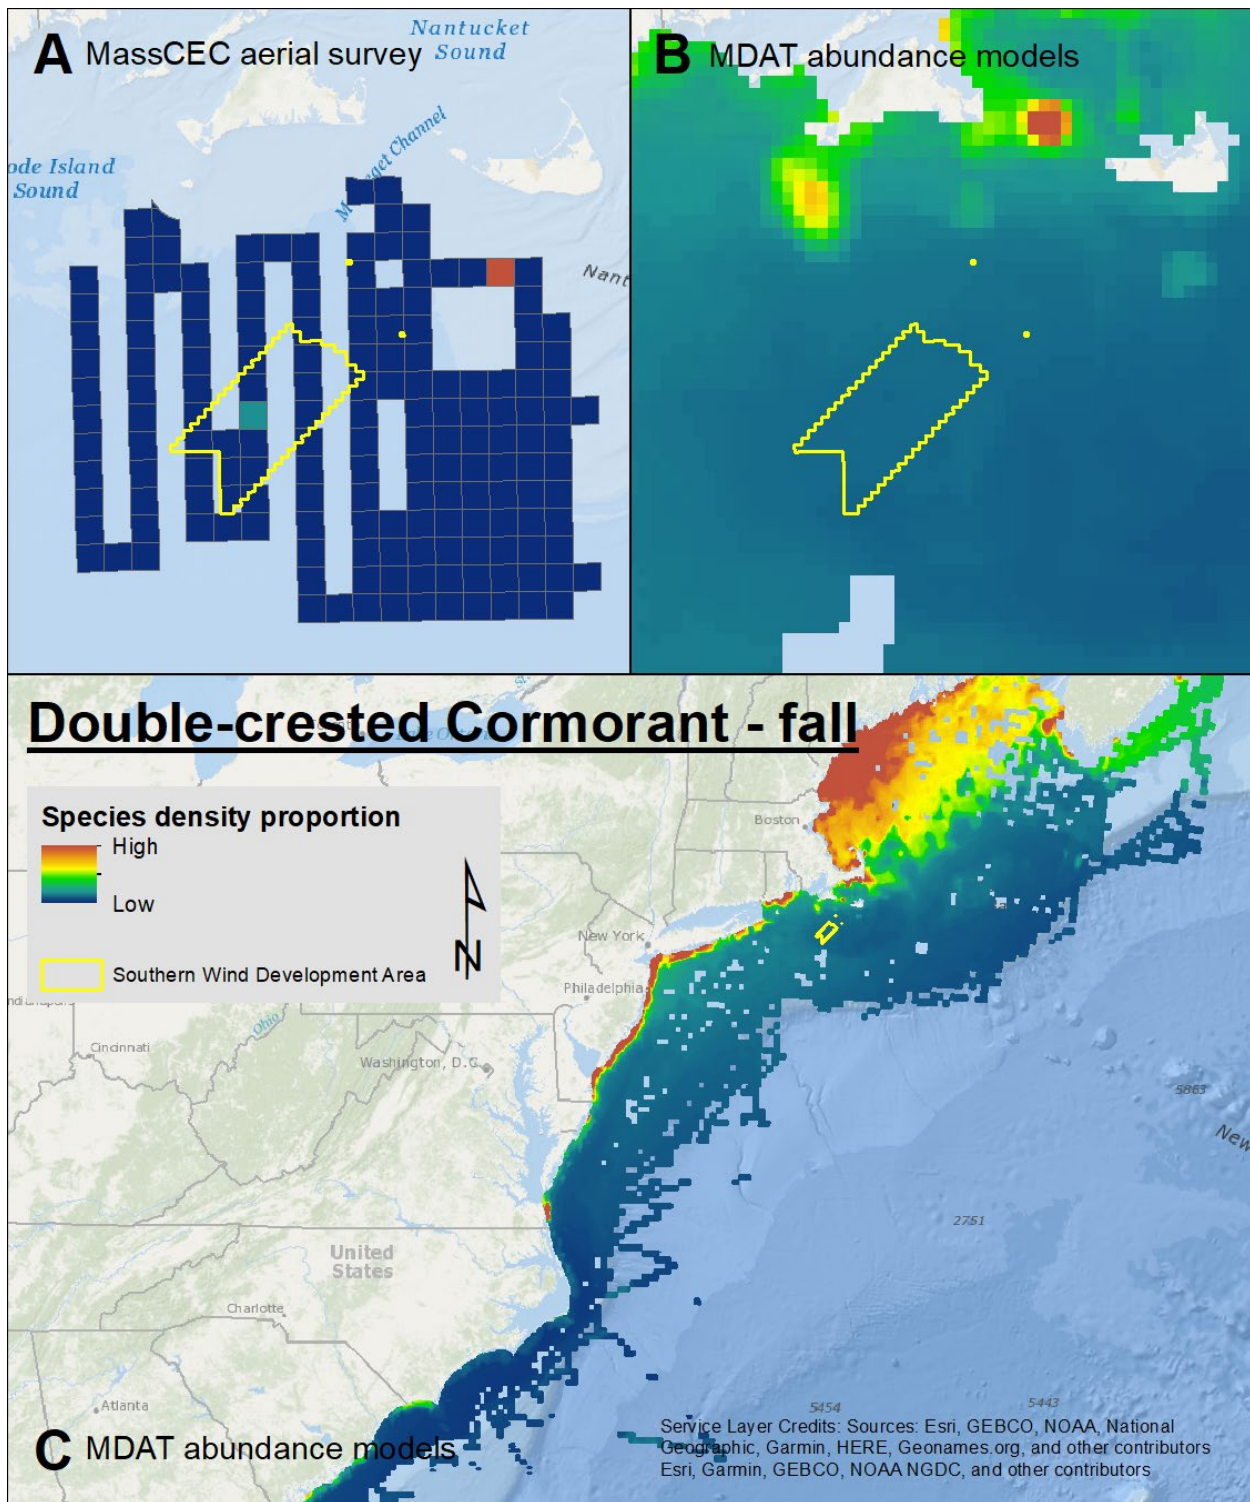 A MassCEC aerial survey
Nantucket
Sound
ode Island
Sound
get Channel
Nant
B MDAT abundance models
Double-crested Cormorant - fall
Species density proportion
High
Low
N
Southern Wind Development Area
Boston
New York
Philadelphia
Ohio
Cincinnati
Washington, D.C.
5863
New
2751
United
States
Charlotte
Atlanta
5454
5443
C MDAT abundance models
Service Layer Credits: Sources: Esri, GEBCO, NOAA, National
Geographic, Garmin, HERE, Geonames.org, and other contributors
Esri, Garmin, GEBCO, NOAA NGDC, and other contributors